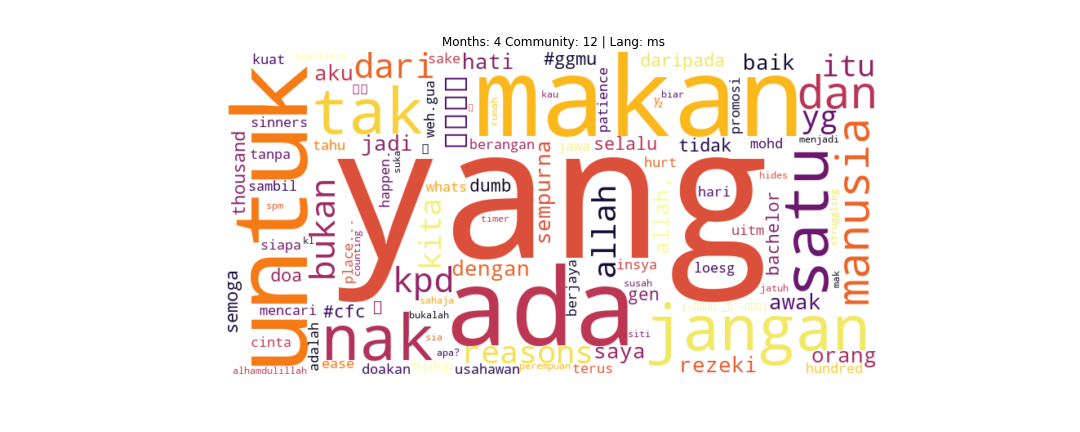 Months: 4 Community: 12 | Lang: ms
kuat heartless dari sake hati #ggmu daripada baik itu
aku makan dan
untuk tak weh.gua kau patience ½ biar promosi yg
sinners rumah
thousand tahu jadi berangan jawa selalu tidak mohd menjadi
tanpa happen. suka yang hurt satu manusia
sambil bukan kita whats dumb sempurna allah allah, hari hides bachelor struggling
spm timer uitm
siapa kl place... counting
doa kpd dengan insya loesg
semoga sahaja ada berjaya susah gen jatuh awak mak
mencari #cfc bukalah (- _ð -
cinta adalah nak sia siti jangan
apa? reasons saya orang
alhamdulillah ease doakan hidup usahawan perempuan terus rezeki hundred